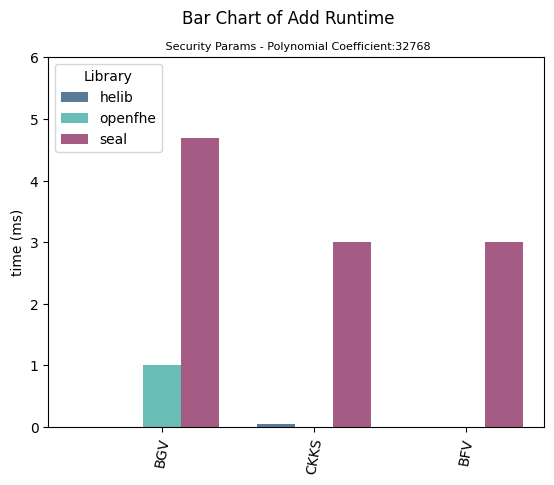 Bar Chart of Add Runtime
Security Params - Polynomial Coefficient:32768
Library
helib
openfhe
seal
6
5
4
3
2
1
0
time (ms)
BGV
CKKS
BFV